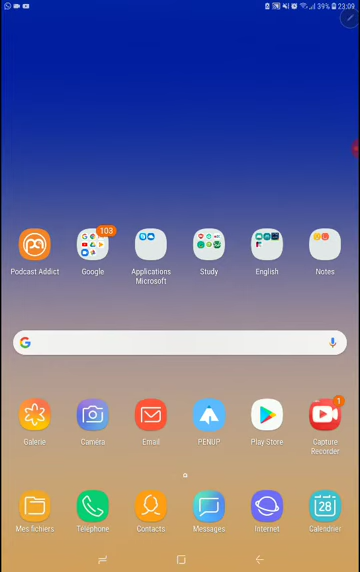 39% 23:09
103
Podcast Addict Google Applications Microsoft Study English Notes
G
1
Galerie Caméra Email PENUP Play Store Capture Recorder
28
Mes fichiers Téléphone Contacts Messages Internet Calendrier